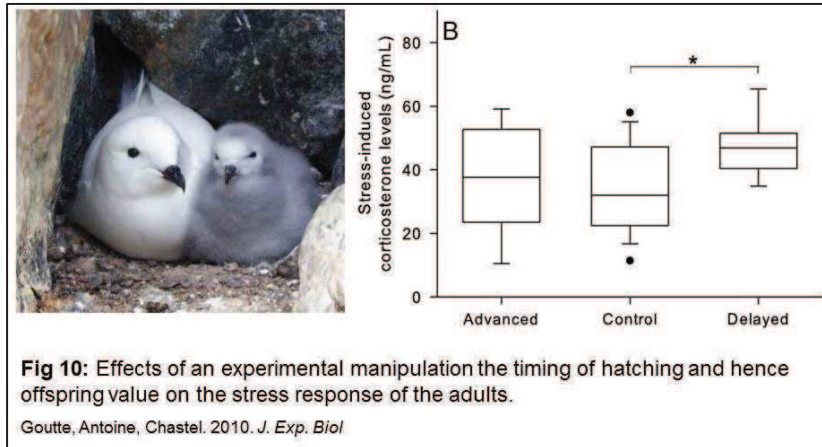 B
80
60
40
20
0
Stress-induced
corticosterone levels (ng/mL)
*
Advanced
Control
Delayed
Fig 10: Effects of an experimental manipulation the timing of hatching and hence
offspring value on the stress response of the adults.
Goutte, Antoine, Chastel. 2010. J. Exp. Biol